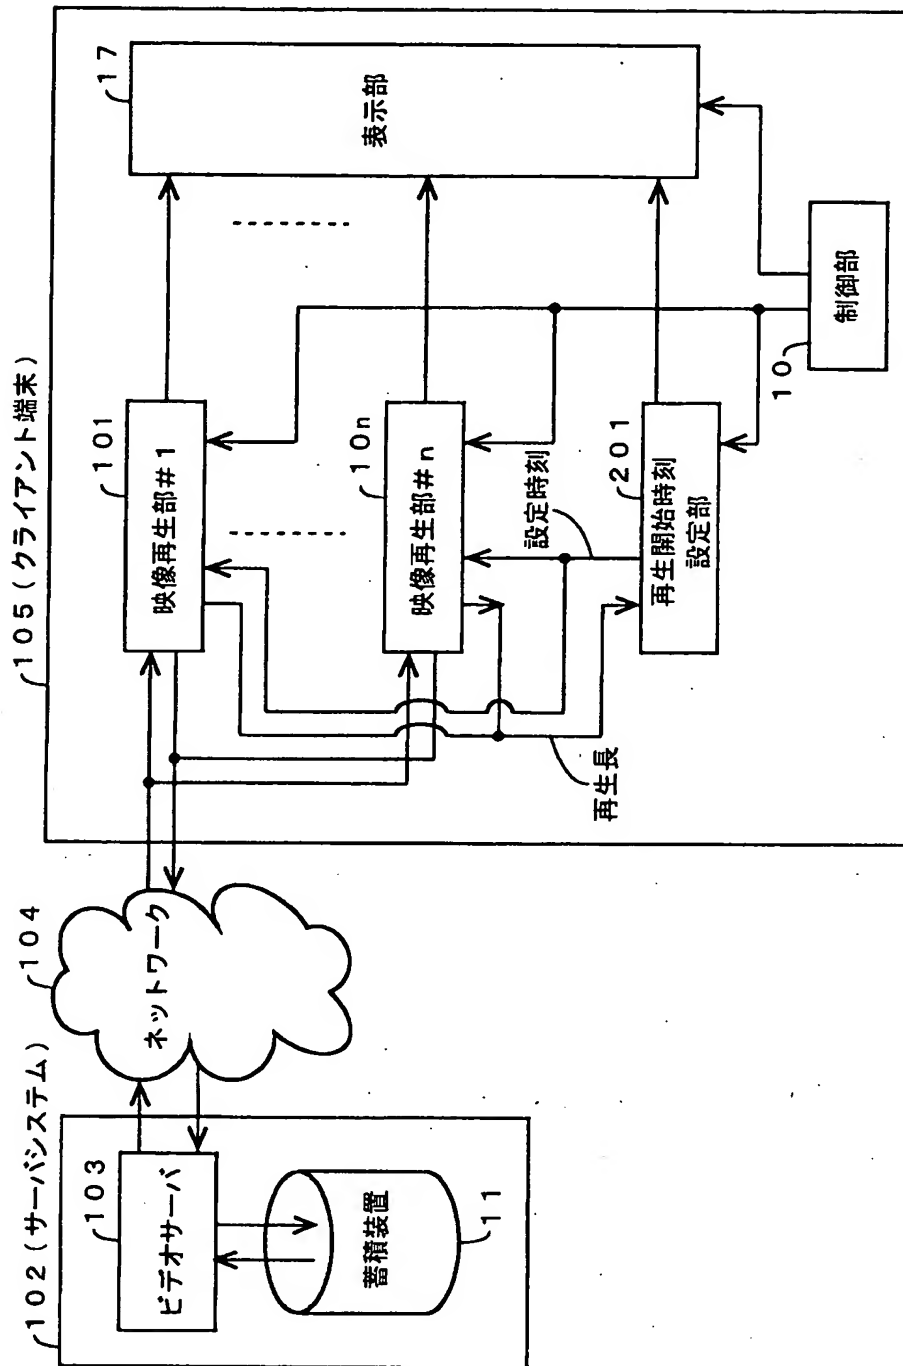 102(サーバシステム)
103
ビデオサーバ
蓄積装置
11
104
ネットワーク
105(クライアント端末)
101
映像再生部#1
10n
映像再生部#n
設定時刻
201
再生開始時刻
設定部
再生長
17
表示部
10
制御部